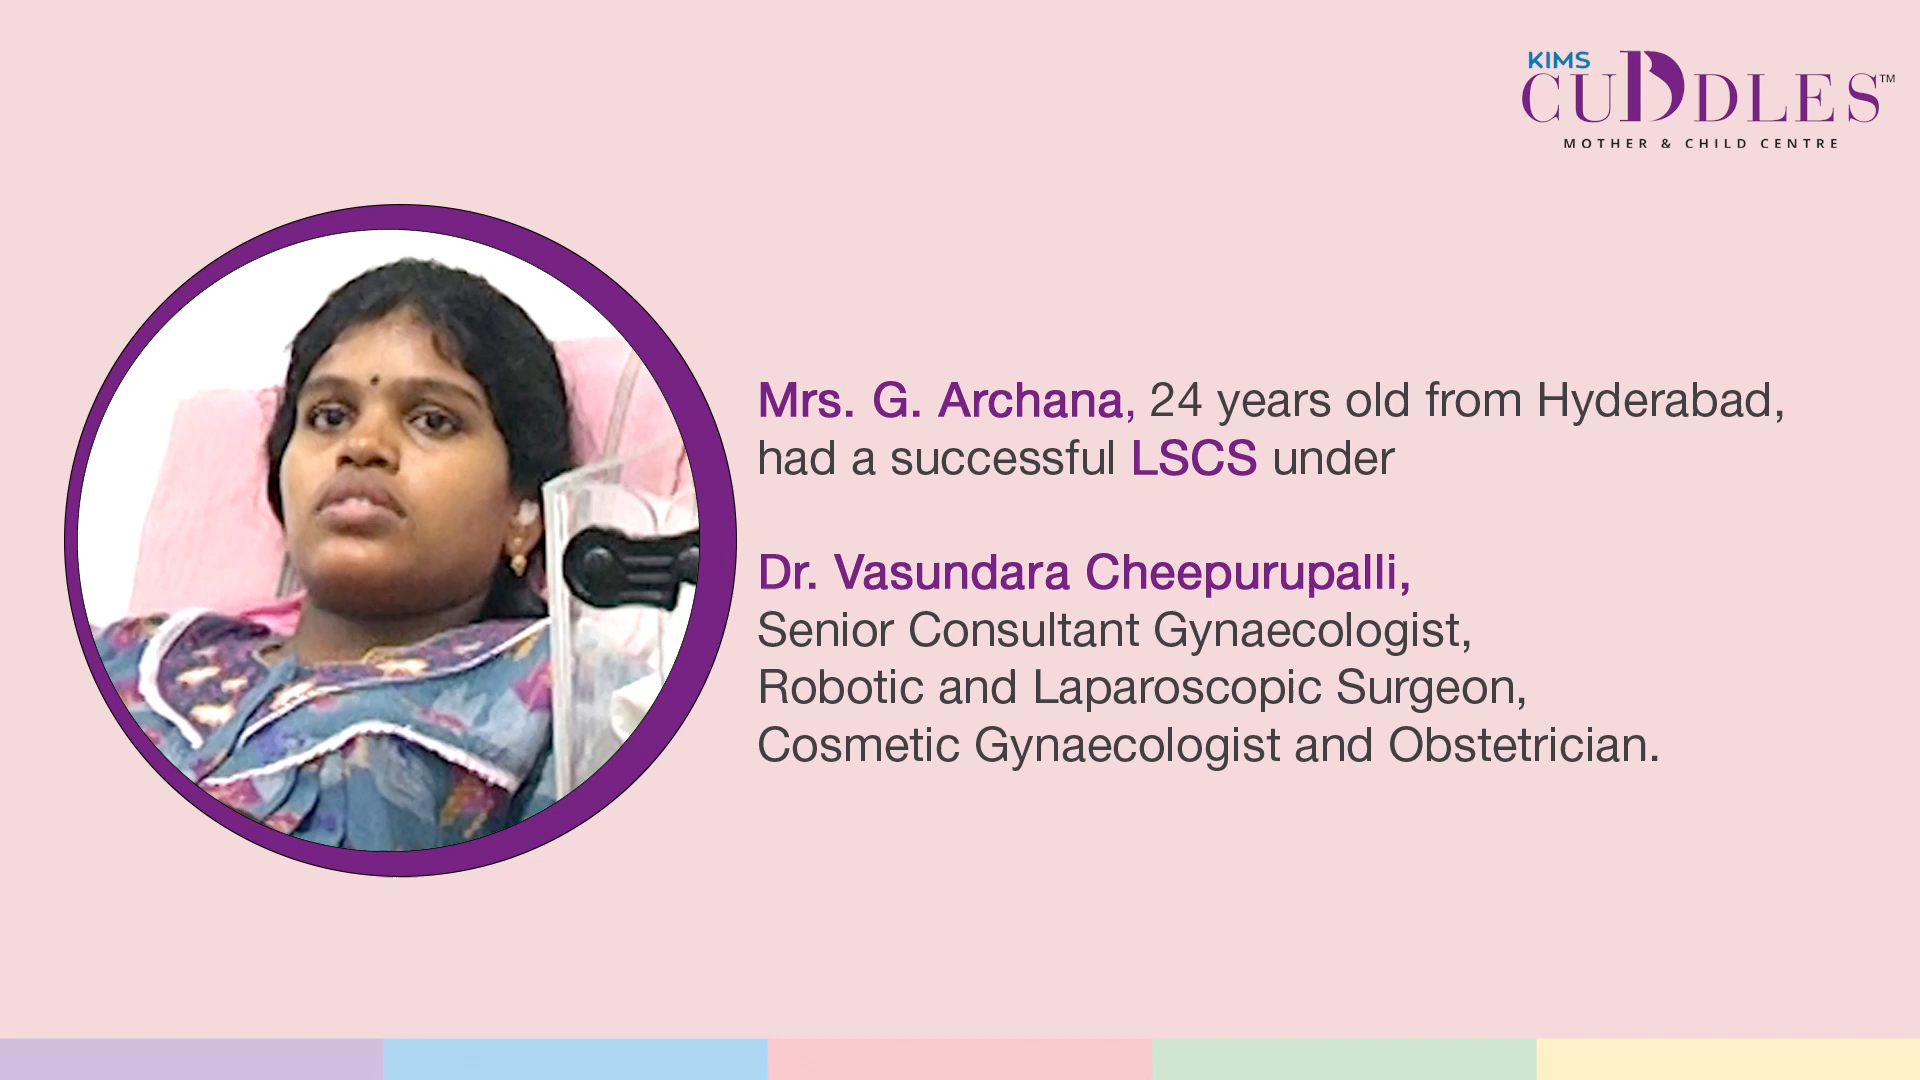 KIMS
CUDDLES™
MOTHER & CHILD CENTRE
Mrs. G. Archana, 24 years old from Hyderabad,
had a successful LSCS under
Dr. Vasundara Cheepurupalli,
Senior Consultant Gynaecologist,
Robotic and Laparoscopic Surgeon,
Cosmetic Gynaecologist and Obstetrician.